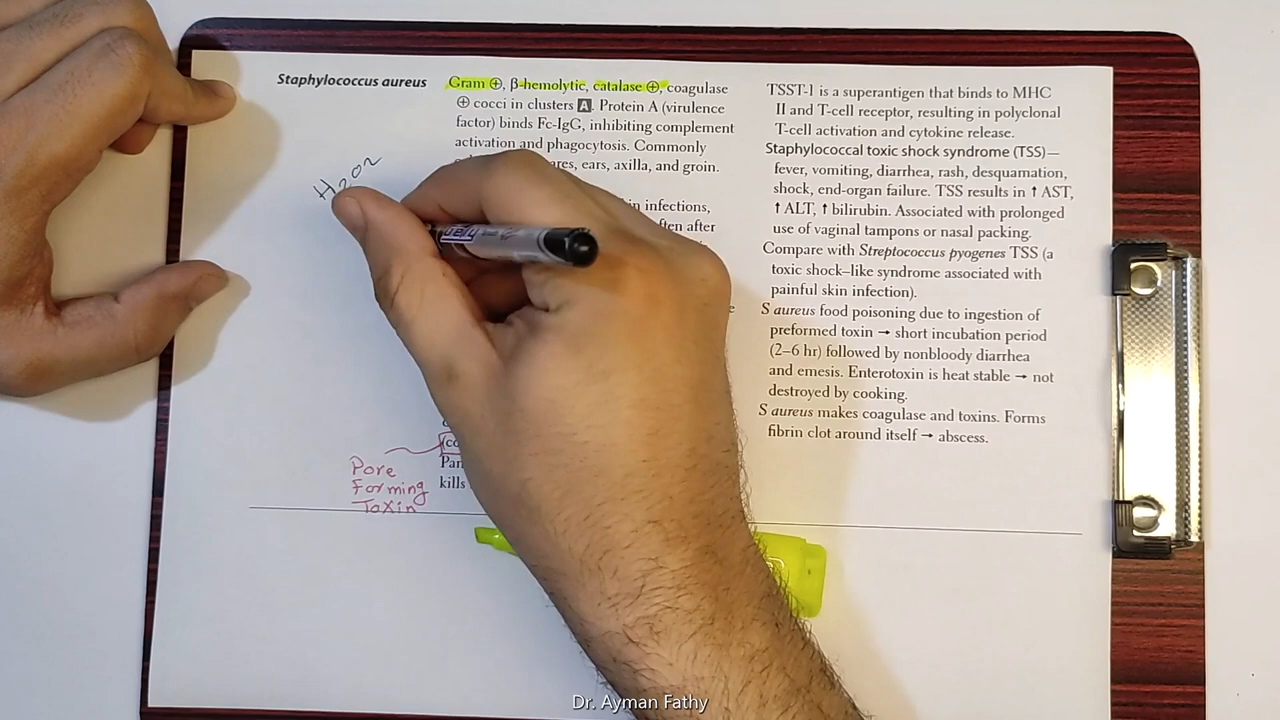 Staphylococcus aureus
Gram ⊕, β-hemolytic, catalase ⊕, coagulase
⊕ cocci in clusters A. Protein A (virulence
factor) binds Fc-IgG, inhibiting complement
activation and phagocytosis. Commonly
ears, axilla, and groin.
in infections,
after
Pore
Forming
Toxin
kills
TSST-1 is a superantigen that binds to MHC
II and T-cell receptor, resulting in polyclonal
T-cell activation and cytokine release.
Staphylococcal toxic shock syndrome (TSS)—
fever, vomiting, diarrhea, rash, desquamation,
shock, end-organ failure. TSS results in ↑ AST,
↑ ALT, ↑ bilirubin. Associated with prolonged
use of vaginal tampons or nasal packing.
Compare with Streptococcus pyogenes TSS (a
toxic shock–like syndrome associated with
painful skin infection).
S aureus food poisoning due to ingestion of
preformed toxin → short incubation period
(2–6 hr) followed by nonbloody diarrhea
and emesis. Enterotoxin is heat stable → not
destroyed by cooking.
S aureus makes coagulase and toxins. Forms
fibrin clot around itself → abscess.
Dr. Ayman Fathy